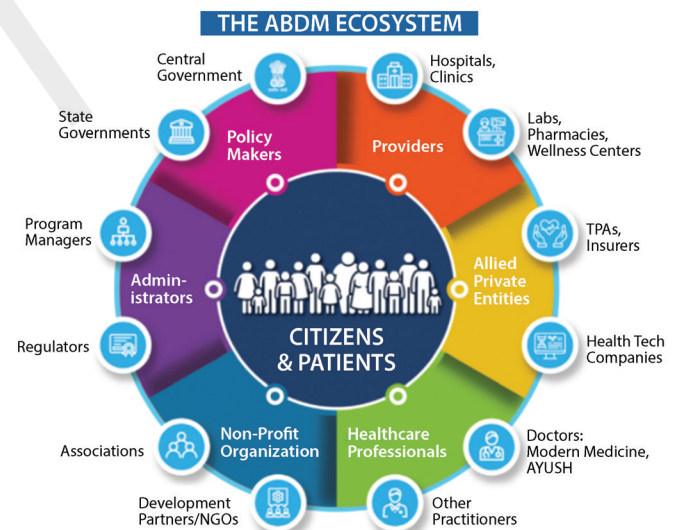 THE ABDM ECOSYSTEM
Central
Government
Hospitals,
Clinics
State
Governments
Policy
Makers
Providers
Labs,
Pharmacies,
Wellness Centers
Program
Managers
Admin-
istrators
Allied
Private
Entities
TPAs,
Insurers
CITIZENS
& PATIENTS
Regulators
Health Tech
Companies
Associations
Non-Profit
Organization
Healthcare
Professionals
Doctors:
Modern Medicine,
AYUSH
Development
Partners/NGOs
Other
Practitioners